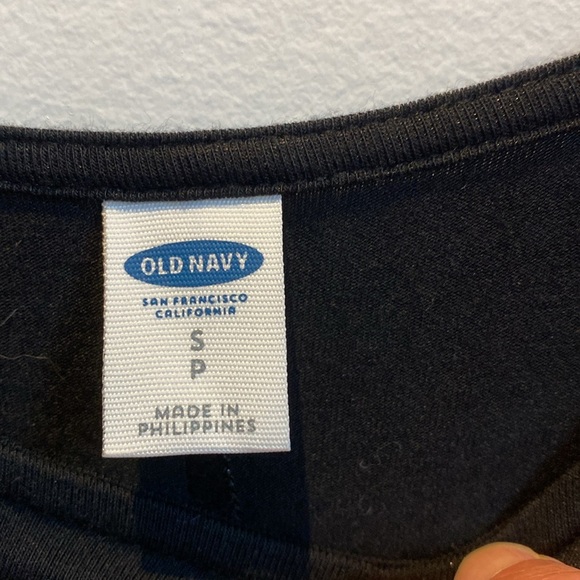 OLD NAVY
SAN FRANCISCO
CALIFORNIA
S
P
MADE IN
PHILIPPINES